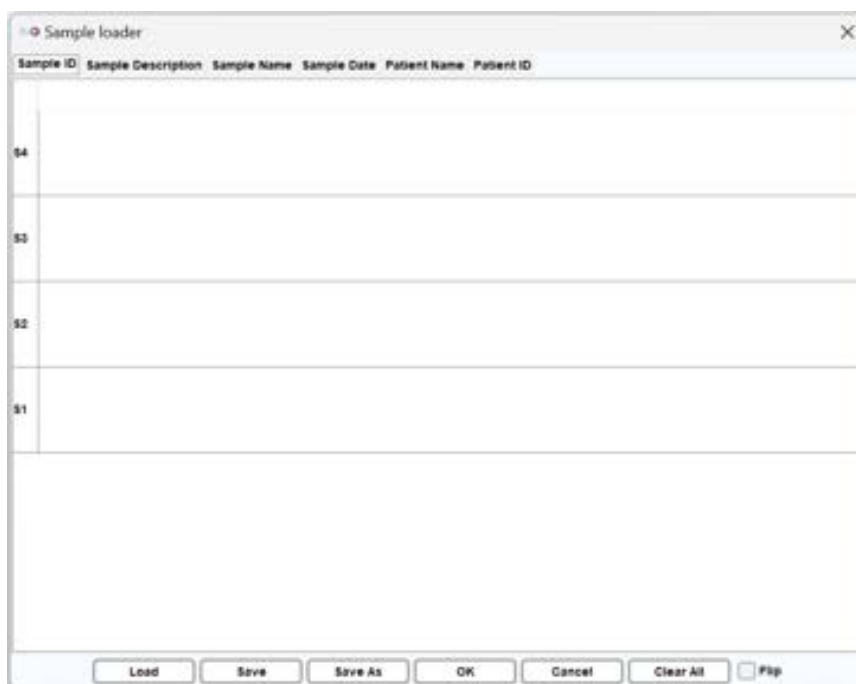 Sample loader
Sample ID Sample Description Sample Name Sample Date Patient Name Patient ID
S4
S3
S2
S1
Load Save Save As OK Cancel Clear All Flip